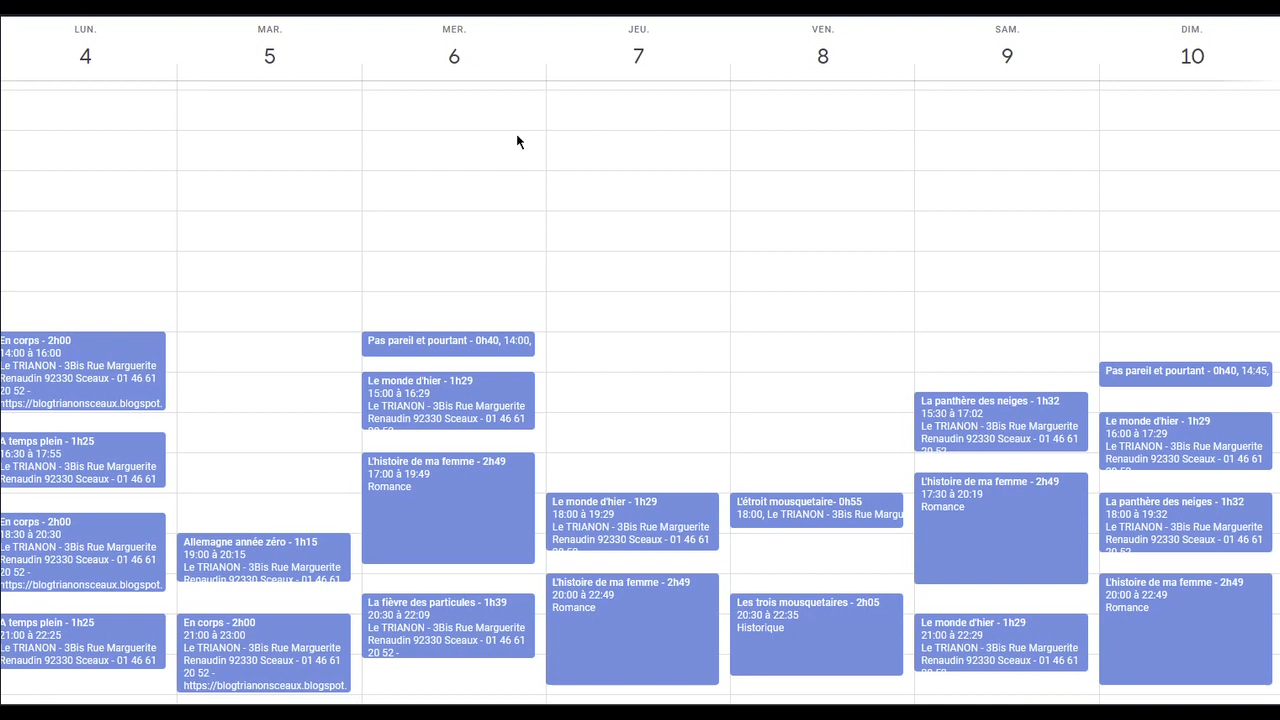 LUN.
4
MAR.
5
MER.
6
JEU.
7
VEN.
8
SAM.
9
DIM.
10
En corps - 2h00
14:00 à 16:00
Le TRIANON - 3Bis Rue Marguerite
Renaudin 92330 Sceaux - 01 46 61
20 52 -
https://blogtrianonsceaux.blogspot.
A temps plein - 1h25
16:30 à 17:55
Le TRIANON - 3Bis Rue Marguerite
Renaudin 92330 Sceaux - 01 46 61
En corps - 2h00
18:30 à 20:30
Le TRIANON - 3Bis Rue Marguerite
Renaudin 92330 Sceaux - 01 46 61
20 52 -
https://blogtrianonsceaux.blogspot.
A temps plein - 1h25
21:00 à 22:25
Le TRIANON - 3Bis Rue Marguerite
Renaudin 92330 Sceaux - 01 46 61
Allemagne année zéro - 1h15
19:00 à 20:15
Le TRIANON - 3Bis Rue Marguerite
Renaudin 92330 Sceaux - 01 46 61
En corps - 2h00
21:00 à 23:00
Le TRIANON - 3Bis Rue Marguerite
Renaudin 92330 Sceaux - 01 46 61
20 52 -
https://blogtrianonsceaux.blogspot.
Pas pareil et pourtant - 0h40, 14:00,
Le monde d'hier - 1h29
15:00 à 16:29
Le TRIANON - 3Bis Rue Marguerite
Renaudin 92330 Sceaux - 01 46 61
L'histoire de ma femme - 2h49
17:00 à 19:49
Romance
La fièvre des particules - 1h39
20:30 à 22:09
Le TRIANON - 3Bis Rue Marguerite
Renaudin 92330 Sceaux - 01 46 61
20 52 -
Le monde d'hier - 1h29
18:00 à 19:29
Le TRIANON - 3Bis Rue Marguerite
Renaudin 92330 Sceaux - 01 46 61
L'histoire de ma femme - 2h49
20:00 à 22:49
Romance
L'étroit mousquetaire- 0h55
18:00, Le TRIANON - 3Bis Rue Margu
Les trois mousquetaires - 2h05
20:30 à 22:35
Historique
La panthère des neiges - 1h32
15:30 à 17:02
Le TRIANON - 3Bis Rue Marguerite
Renaudin 92330 Sceaux - 01 46 61
L'histoire de ma femme - 2h49
17:30 à 20:19
Romance
Le monde d'hier - 1h29
21:00 à 22:29
Le TRIANON - 3Bis Rue Marguerite
Renaudin 92330 Sceaux - 01 46 61
Pas pareil et pourtant - 0h40, 14:45,
Le monde d'hier - 1h29
16:00 à 17:29
Le TRIANON - 3Bis Rue Marguerite
Renaudin 92330 Sceaux - 01 46 61
La panthère des neiges - 1h32
18:00 à 19:32
Le TRIANON - 3Bis Rue Marguerite
Renaudin 92330 Sceaux - 01 46 61
L'histoire de ma femme - 2h49
20:00 à 22:49
Romance